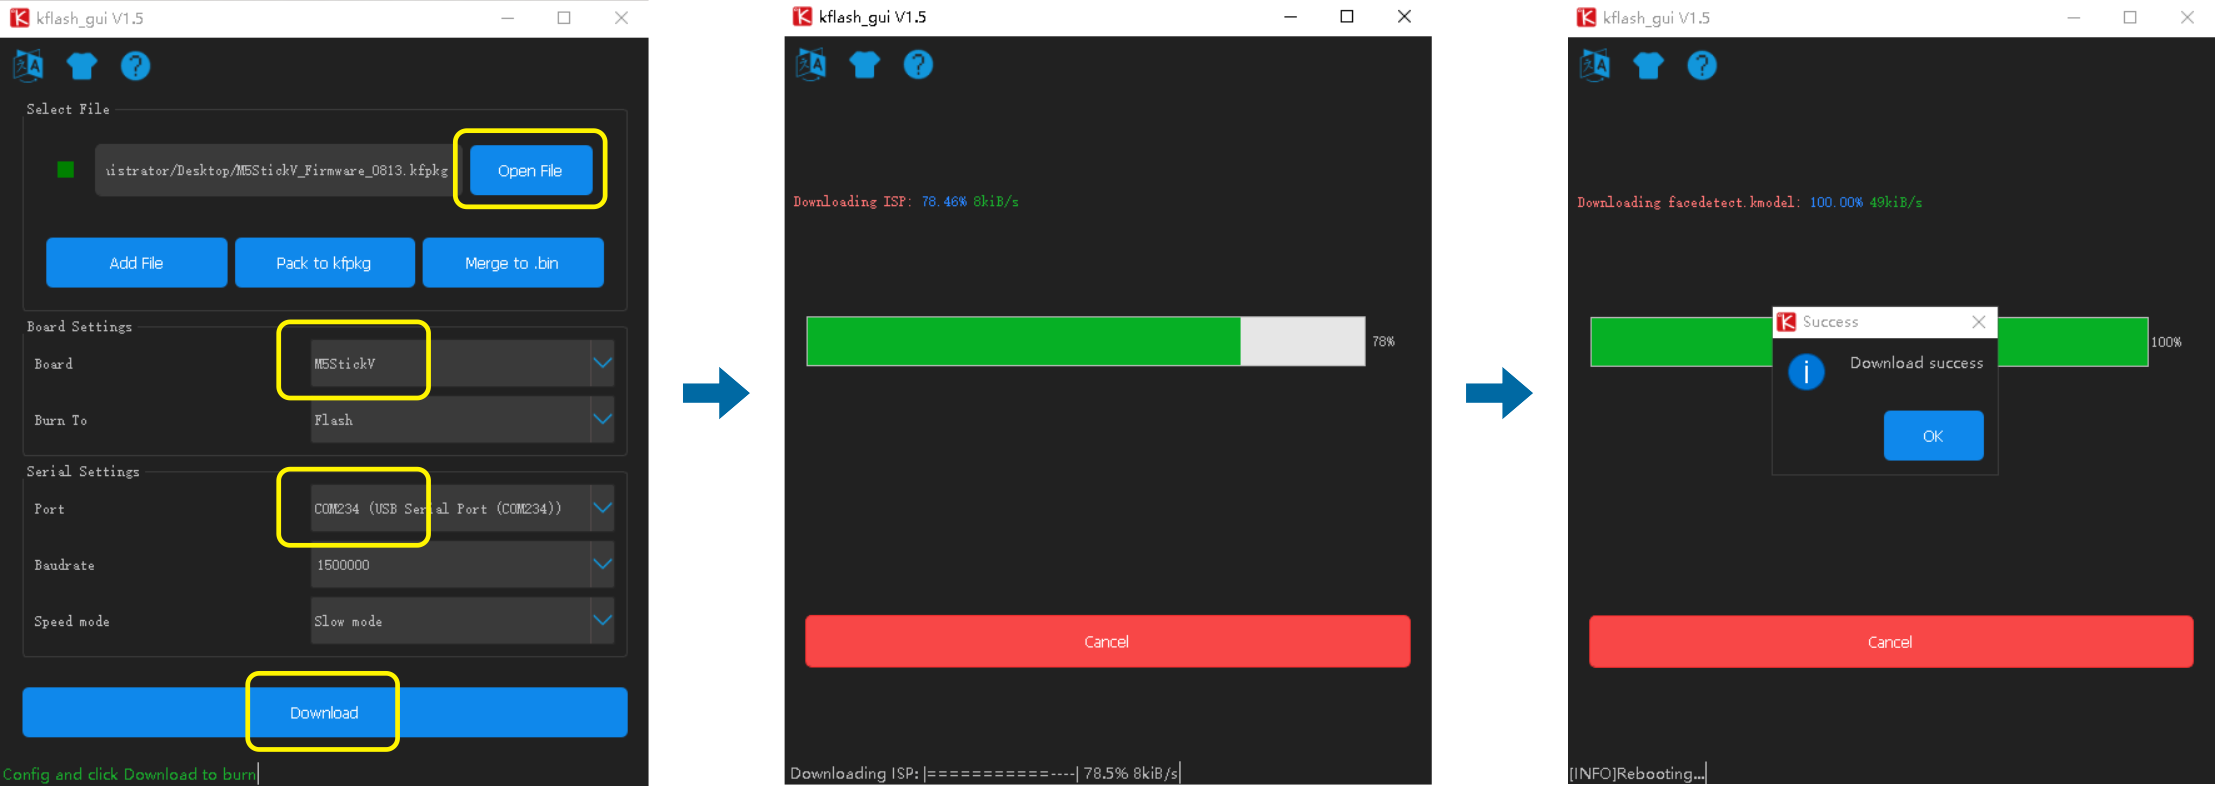 kflash_gui V1.5
Select File
istrator/Desktop/M5StickV_Firmware_0813.kfpkg
Open File
Add File
Pack to kfpkg
Merge to .bin
Board Settings
Board
M5StickV
Burn To
Flash
Serial Settings
Port
COM234 (USB Serial Port (COM234))
Baudrate
1500000
Speed mode
Slow mode
Download
Config and click Download to burn
kflash_gui V1.5
Downloading ISP: 78.46% 8kiB/s
78%
Cancel
Downloading ISP: |===========----| 78.5% 8kiB/s
kflash_gui V1.5
Downloading facedetect.kmodel: 100.00% 49kiB/s
100%
Success
Download success
OK
Cancel
[INFO]Rebooting...